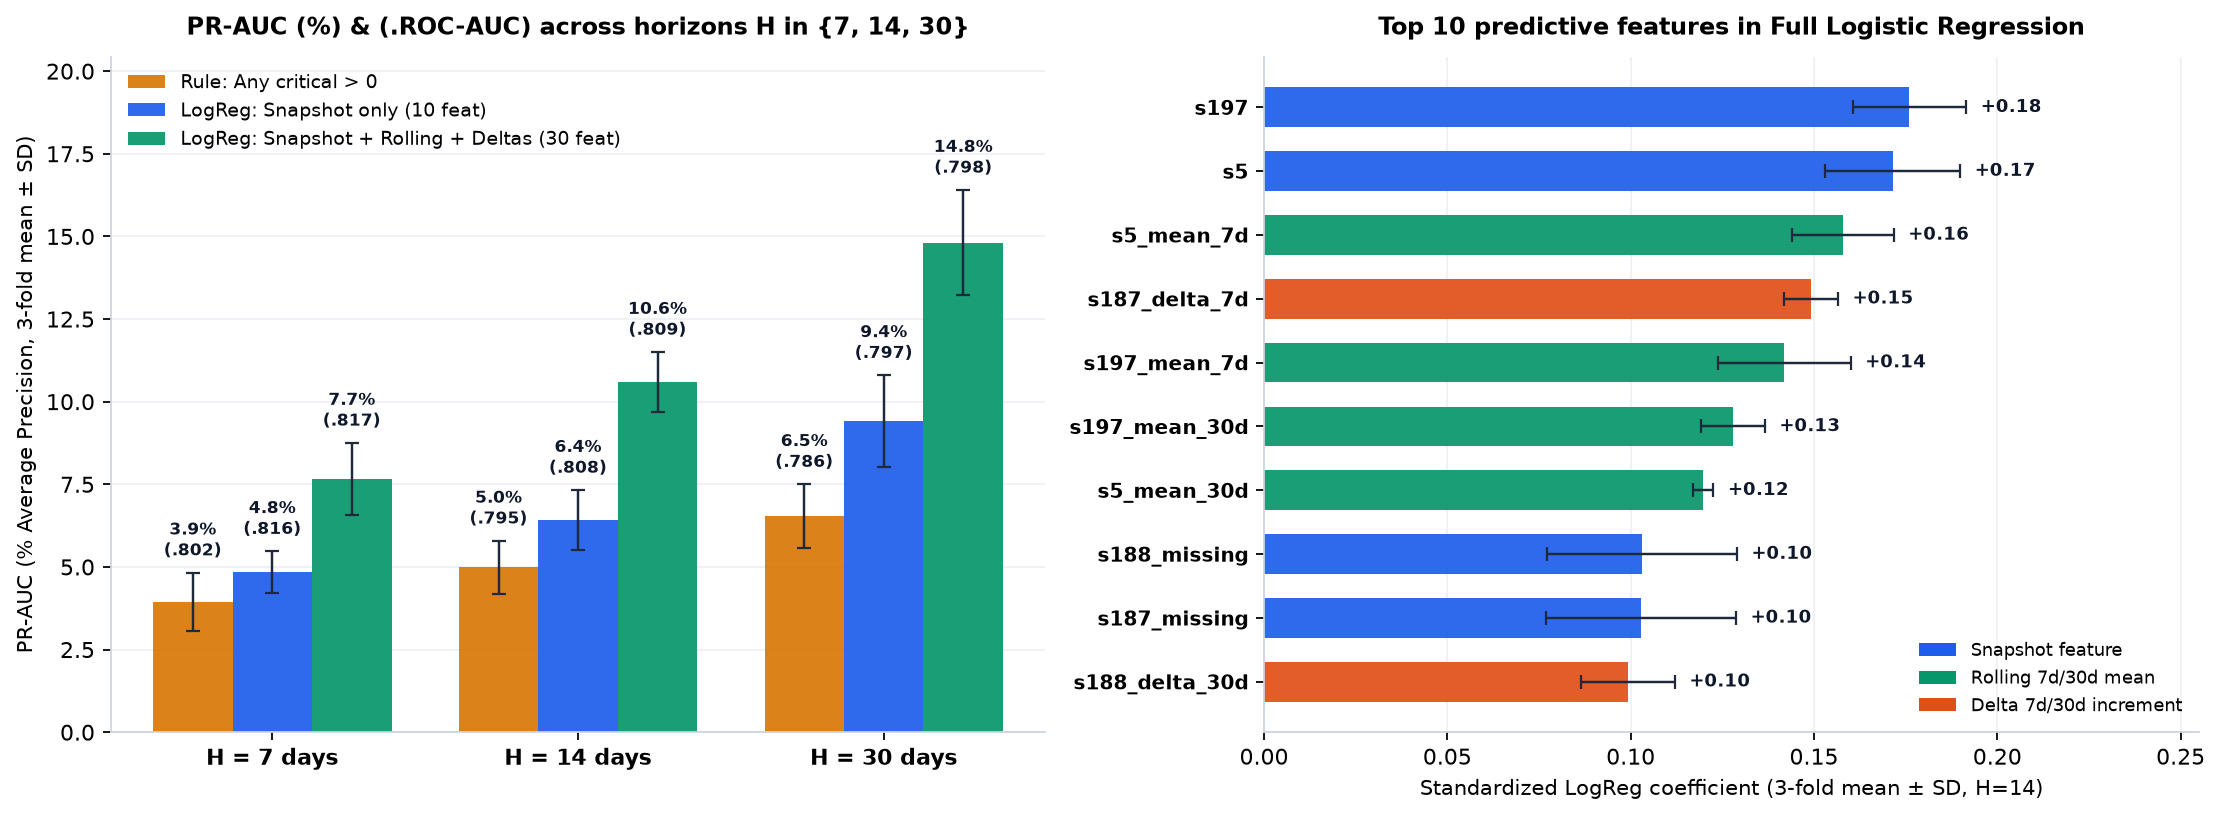 PR-AUC (%) & (.ROC-AUC) across horizons H in {7, 14, 30}
PR-AUC (% Average Precision, 3-fold mean ± SD)
20.0
17.5
15.0
12.5
10.0
7.5
5.0
2.5
0.0
Rule: Any critical > 0
LogReg: Snapshot only (10 feat)
LogReg: Snapshot + Rolling + Deltas (30 feat)
3.9%
(.802)
4.8%
(.816)
7.7%
(.817)
5.0%
(.795)
6.4%
(.808)
10.6%
(.809)
6.5%
(.786)
9.4%
(.797)
14.8%
(.798)
H = 7 days
H = 14 days
H = 30 days
Top 10 predictive features in Full Logistic Regression
s197
+0.18
s5
+0.17
s5_mean_7d
+0.16
s187_delta_7d
+0.15
s197_mean_7d
+0.14
s197_mean_30d
+0.13
s5_mean_30d
+0.12
s188_missing
+0.10
s187_missing
+0.10
s188_delta_30d
+0.10
Snapshot feature
Rolling 7d/30d mean
Delta 7d/30d increment
0.00
0.05
0.10
0.15
0.20
0.25
Standardized LogReg coefficient (3-fold mean ± SD, H=14)